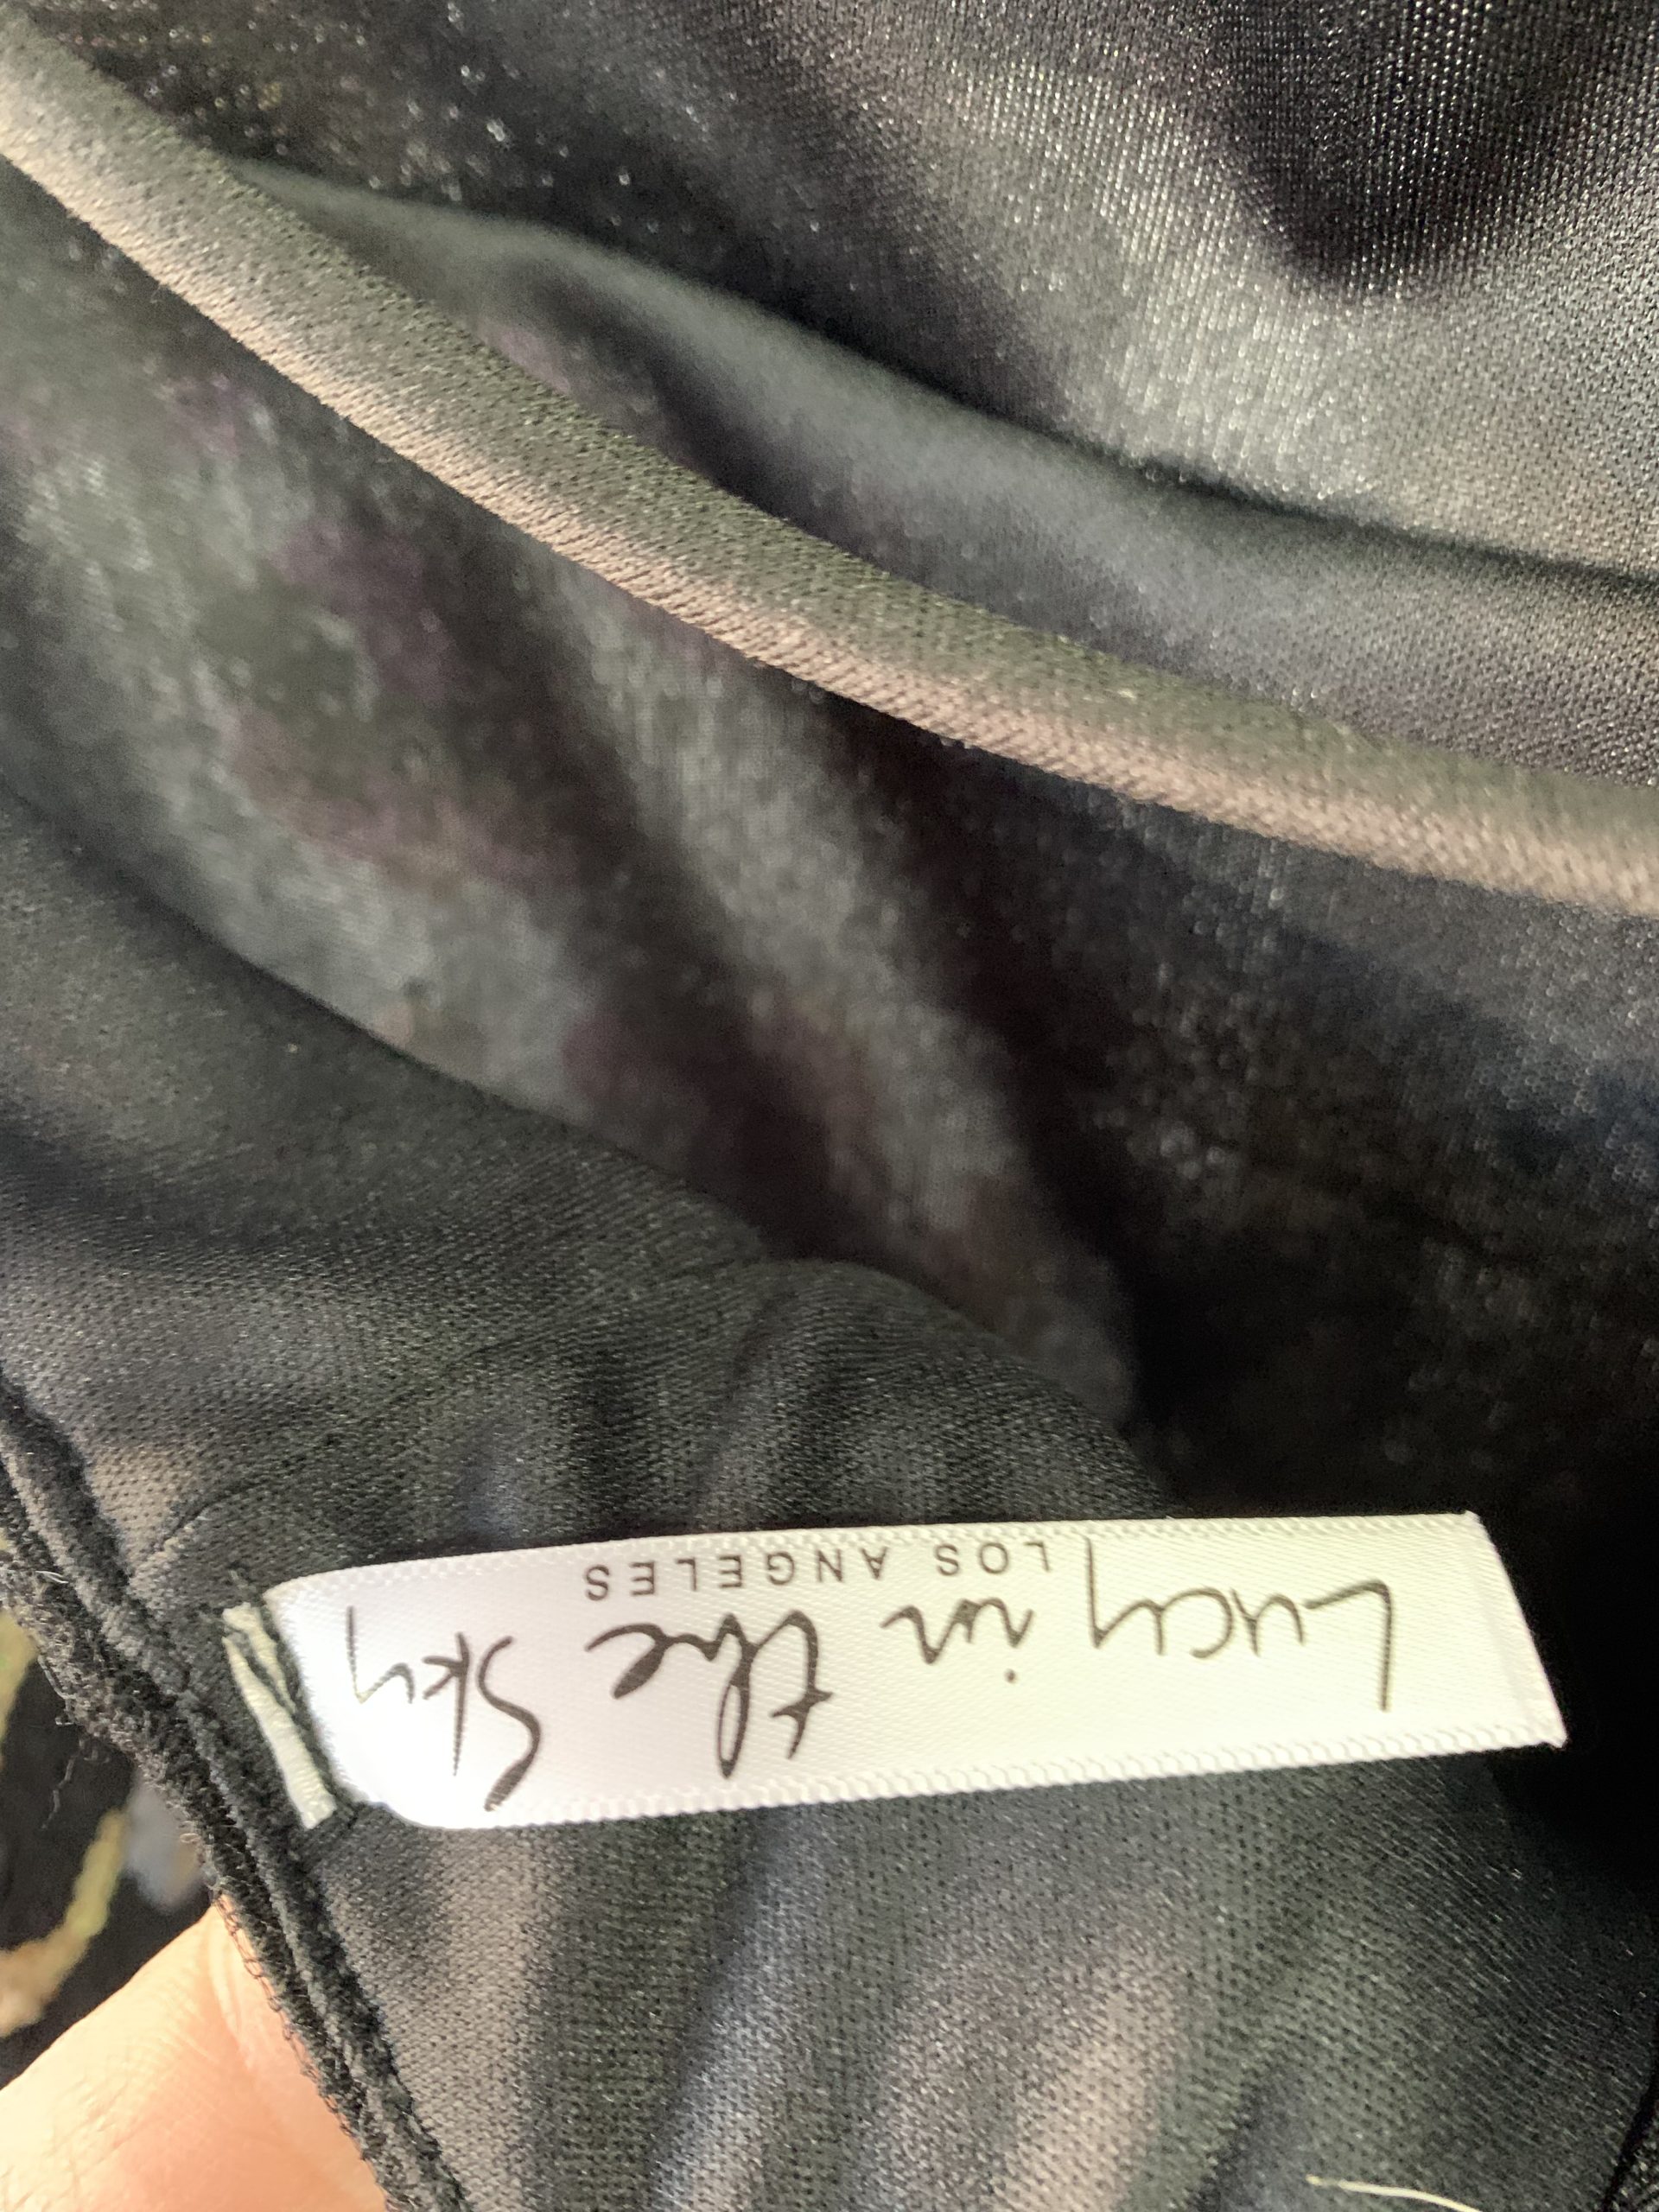 Lucy in the Sky
LOS ANGELES